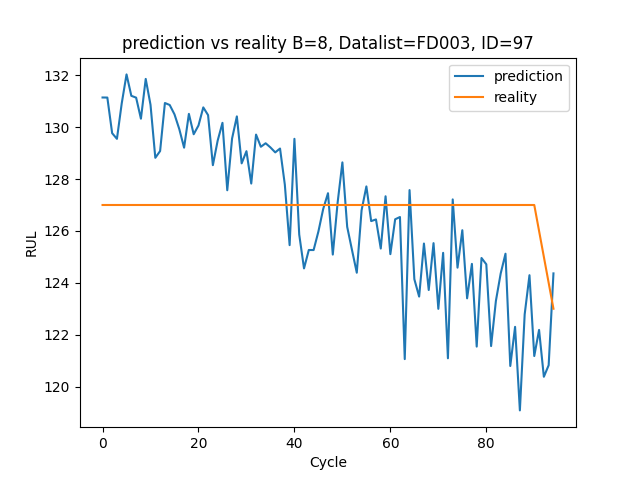 prediction vs reality B=8, Datalist=FD003, ID=97
prediction
reality
132
130
128
126
124
122
120
RUL
0 20 40 60 80
Cycle